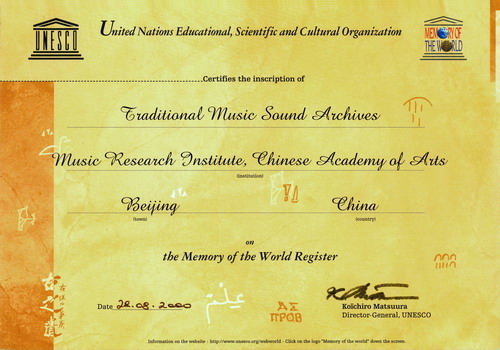 UNESCO
United Nations Educational, Scientific and Cultural Organization
MEMORY OF
THE WORLD
Certifies the inscription of
Traditional Music Sound Archives
Music Research Institute, Chinese Academy of Arts
(institution)
Beijing China
(town) (country)
on
the Memory of the World Register
Date 28.08.2000
Koïchiro Matsuura
Director-General, UNESCO
ПРОВ
Information on the website : http://www.unesco.org/webworld - Click on the logo "Memory of the world" down the screen.